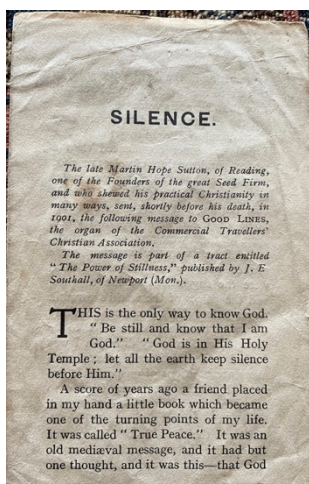 SILENCE.
The late Martin Hope Sutton, of Reading,
one of the Founders of the great Seed Firm,
and who shewed his practical Christianity in
many ways, sent, shortly before his death, in
1901, the following message to GOOD LINES,
the organ of the Commercial Travellers'
Christian Association.
The message is part of a tract entitled
“The Power of Stillness,” published by J. E
Southall, of Newport (Mon.).
THIS is the only way to know God.
“Be still and know that I am
God.” “God is in His Holy
Temple; let all the earth keep silence
before Him.”
A score of years ago a friend placed
in my hand a little book which became
one of the turning points of my life.
It was called “True Peace.” It was an
old mediæval message, and it had but
one thought, and it was this—that God